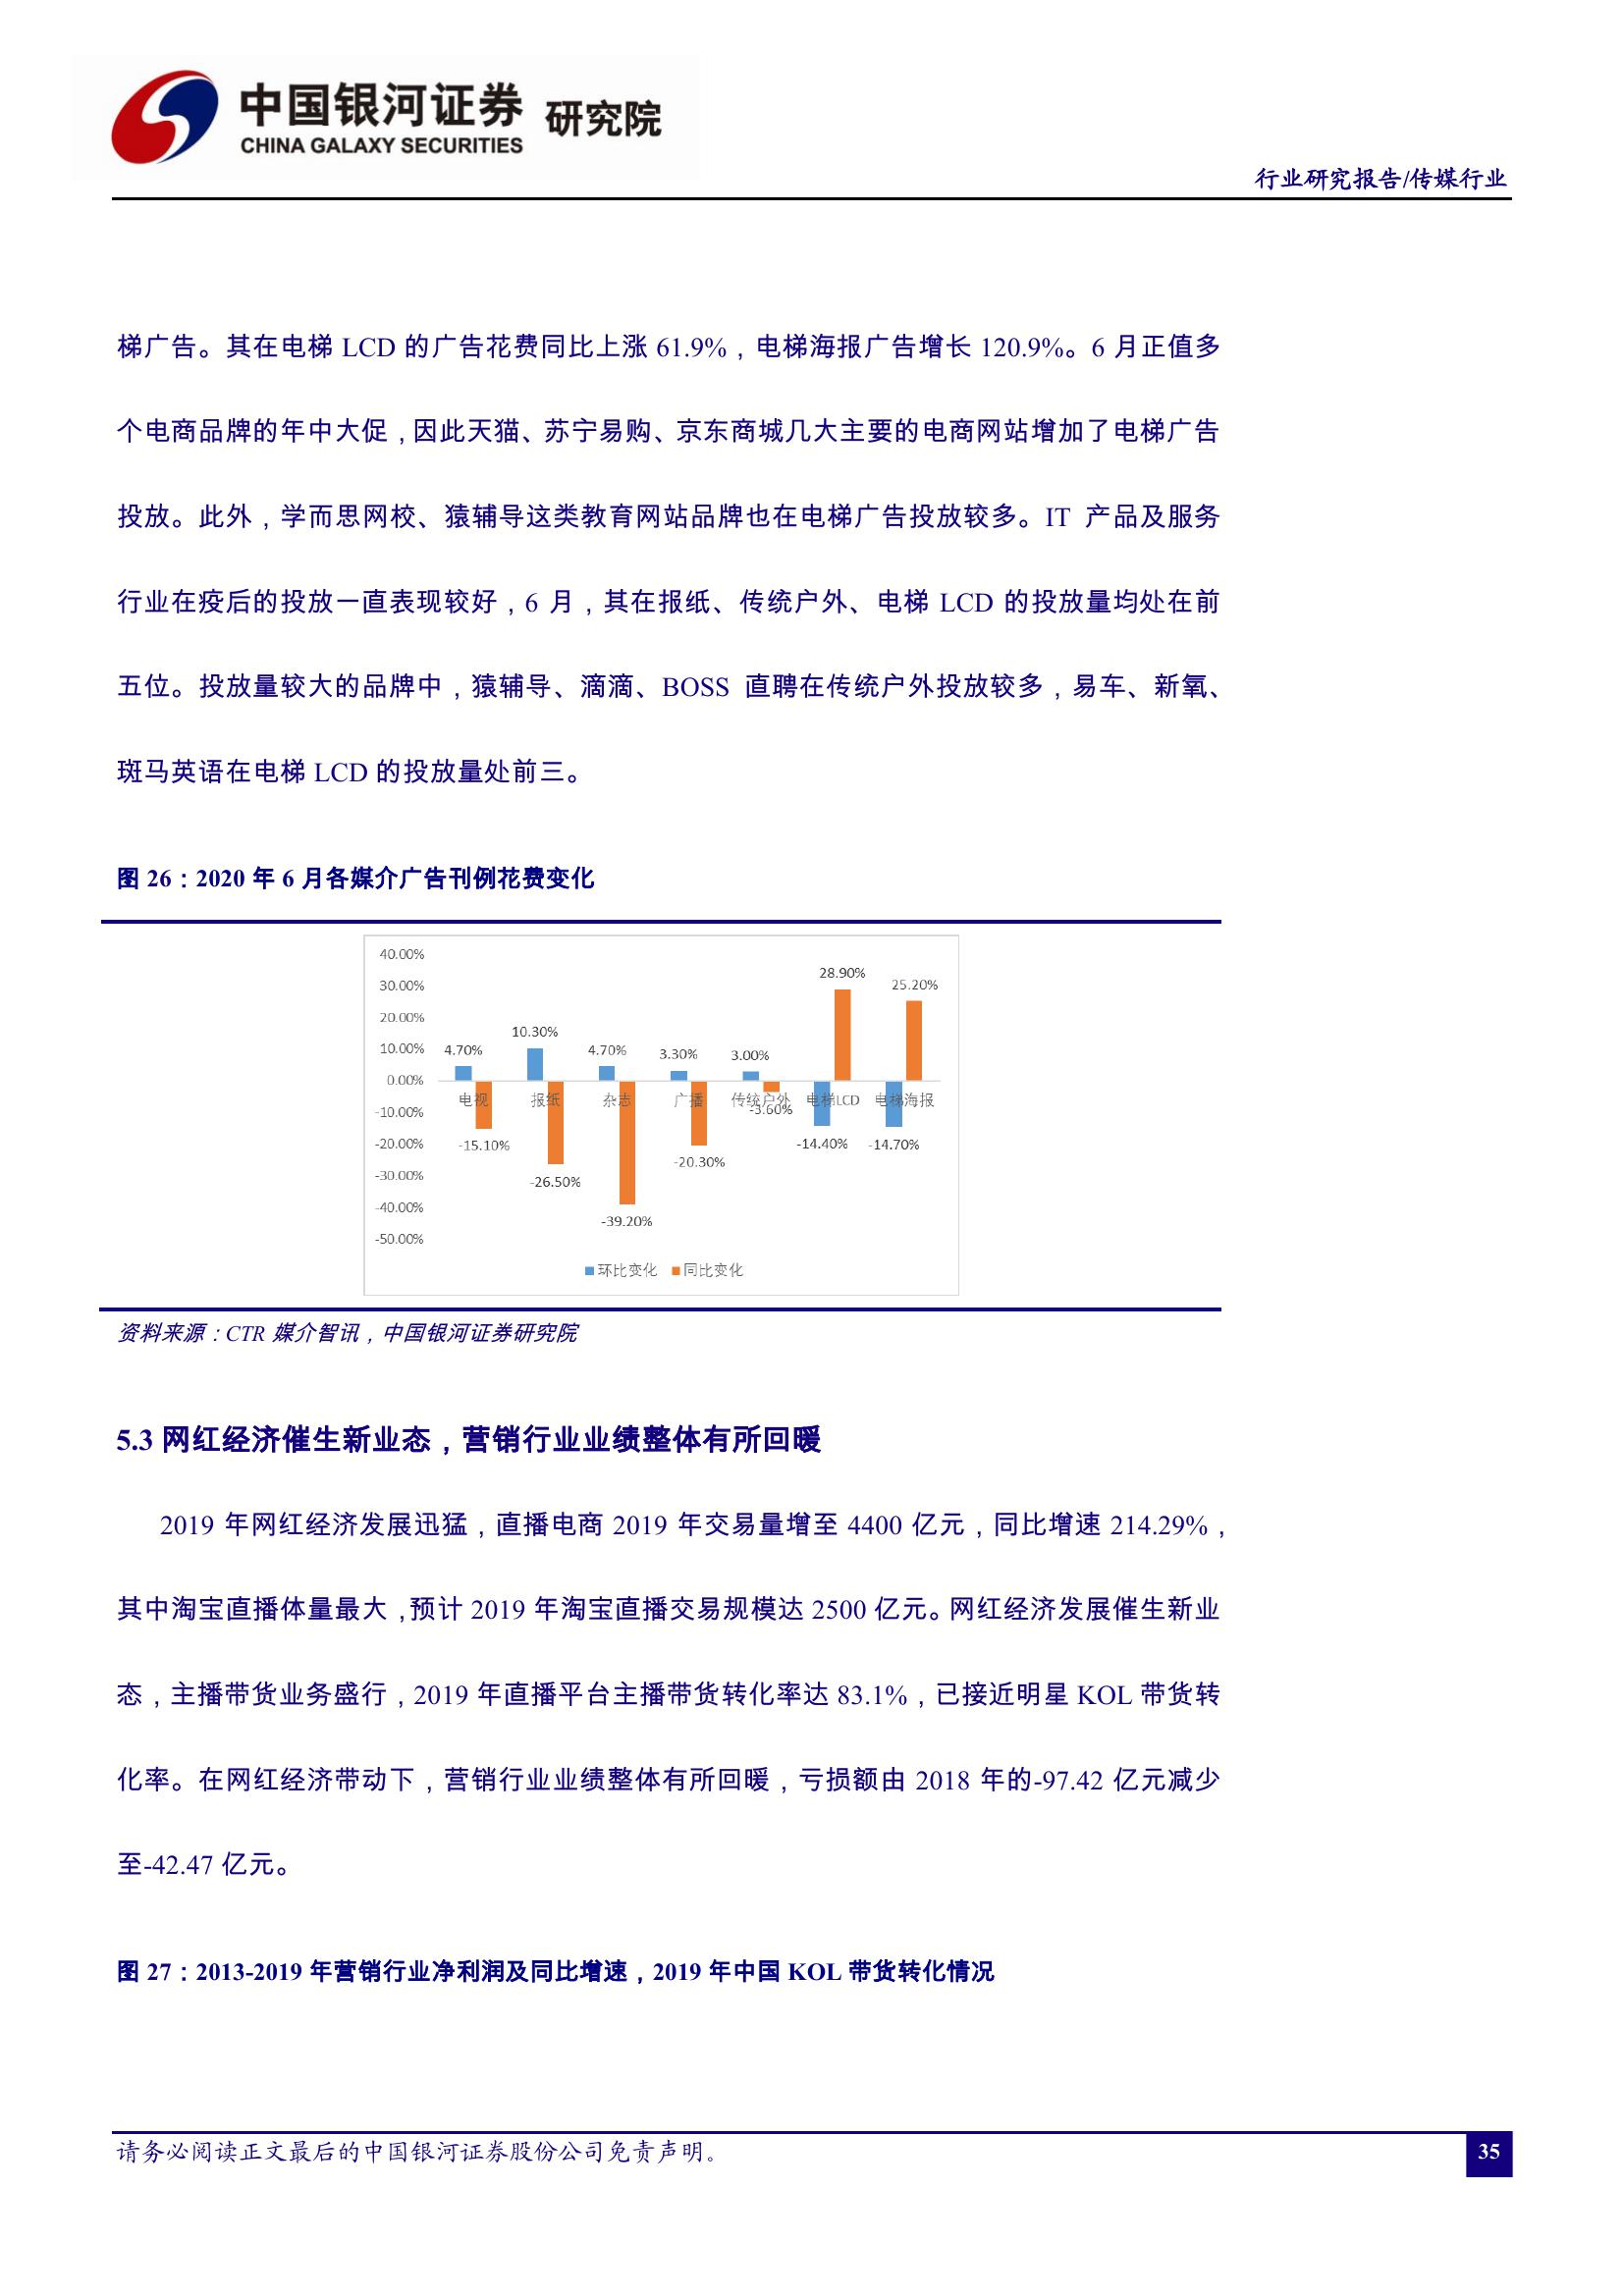 中国银河证券 研究院
CHINA GALAXY SECURITIES
行业研究报告/传媒行业
梯广告。其在电梯 LCD 的广告花费同比上涨 61.9%，电梯海报广告增长 120.9%。6 月正值多
个电商品牌的年中大促，因此天猫、苏宁易购、京东商城几大主要的电商网站增加了电梯广告
投放。此外，学而思网校、猿辅导这类教育网站品牌也在电梯广告投放较多。IT 产品及服务
行业在疫后的投放一直表现较好，6 月，其在报纸、传统户外、电梯 LCD 的投放量均处在前
五位。投放量较大的品牌中，猿辅导、滴滴、BOSS 直聘在传统户外投放较多，易车、新氧、
斑马英语在电梯 LCD 的投放量处前三。
图 26：2020 年 6 月各媒介广告刊例花费变化
40.00%
30.00%
20.00%
10.00%
0.00%
-10.00%
-20.00%
-30.00%
-40.00%
-50.00%
4.70% 10.30% 4.70% 3.30% 3.00% 28.90% 25.20%
电视 报纸 杂志 广播 传统户外 电梯LCD 电梯海报
-15.10% -26.50% -39.20% -20.30% -3.60% -14.40% -14.70%
环比变化 同比变化
资料来源：CTR 媒介智讯，中国银河证券研究院
5.3 网红经济催生新业态，营销行业业绩整体有所回暖
2019 年网红经济发展迅猛，直播电商 2019 年交易量增至 4400 亿元，同比增速 214.29%，
其中淘宝直播体量最大，预计 2019 年淘宝直播交易规模达 2500 亿元。网红经济发展催生新业
态，主播带货业务盛行，2019 年直播平台主播带货转化率达 83.1%，已接近明星 KOL 带货转
化率。在网红经济带动下，营销行业业绩整体有所回暖，亏损额由 2018 年的-97.42 亿元减少
至-42.47 亿元。
图 27：2013-2019 年营销行业净利润及同比增速，2019 年中国 KOL 带货转化情况
请务必阅读正文最后的中国银河证券股份公司免责声明。
35